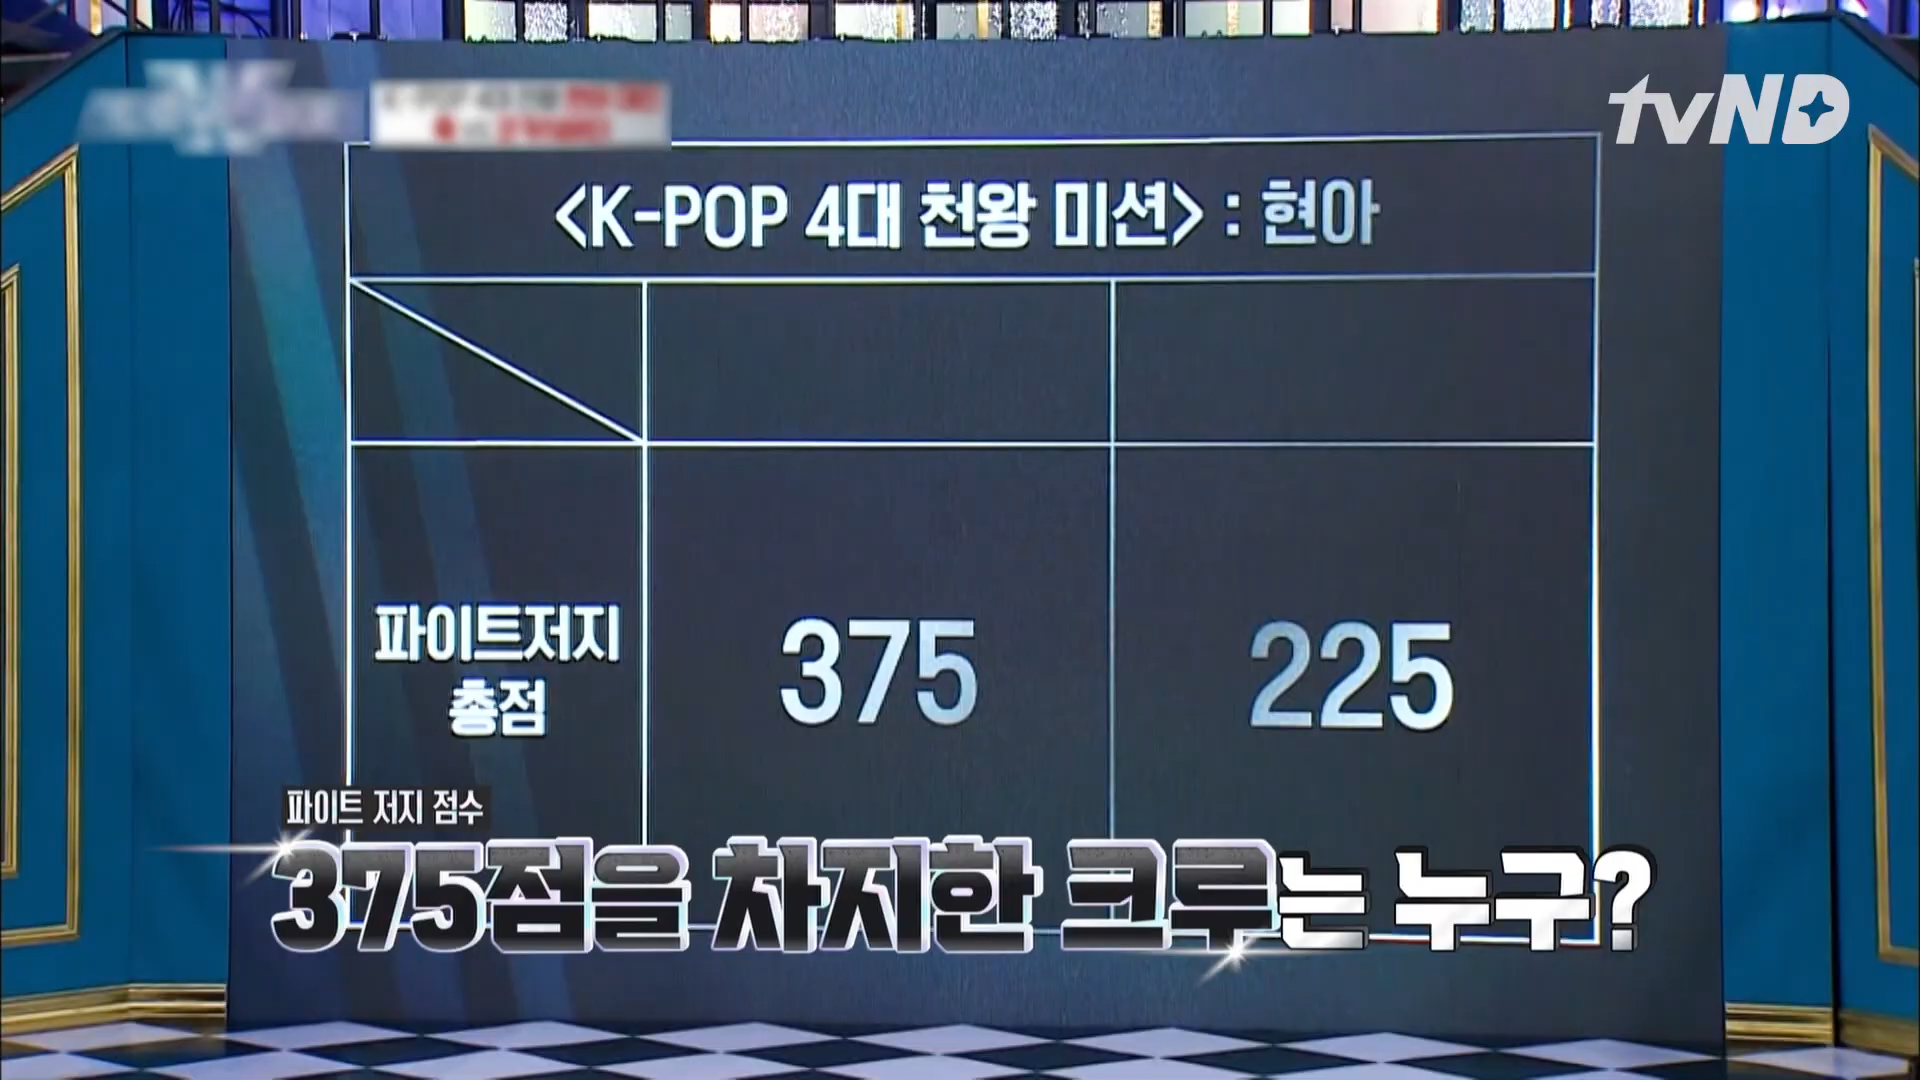 tvND
<K-POP 4대 천왕 미션> : 현아
파이트저지
총점
375
225
파이트 저지 점수
375점을 차지한 크루는 누구?